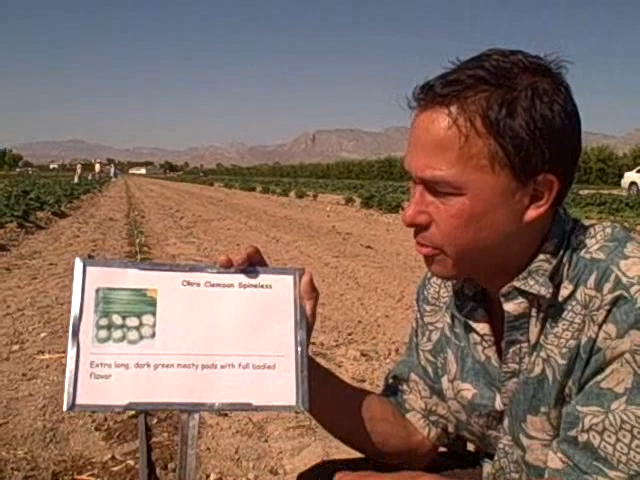 Okra Clemson Spineless
Extra long, dark green meaty pods with full bodied
flavor